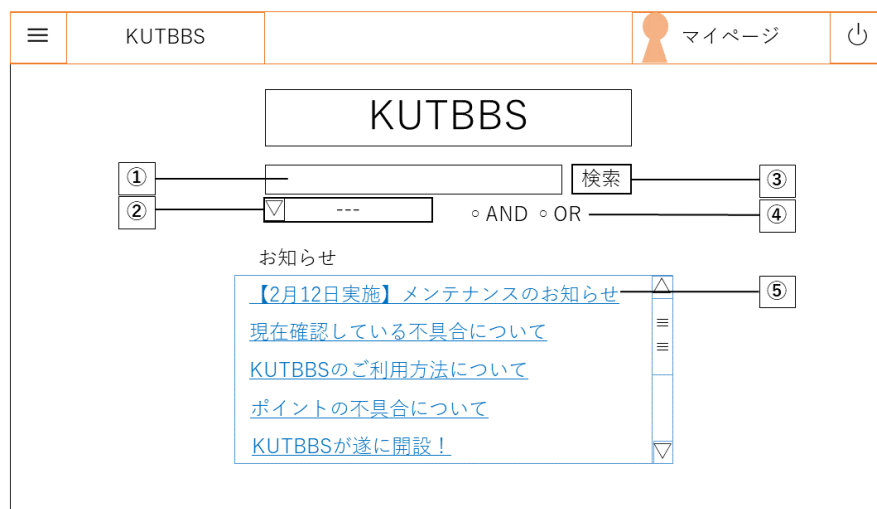 KUTBBS マイページ
KUTBBS
① 検索 ③
② --- ○ AND ○ OR ④
お知らせ
【2月12日実施】メンテナンスのお知らせ ⑤
現在確認している不具合について
KUTBBSのご利用方法について
ポイントの不具合について
KUTBBSが遂に開設！